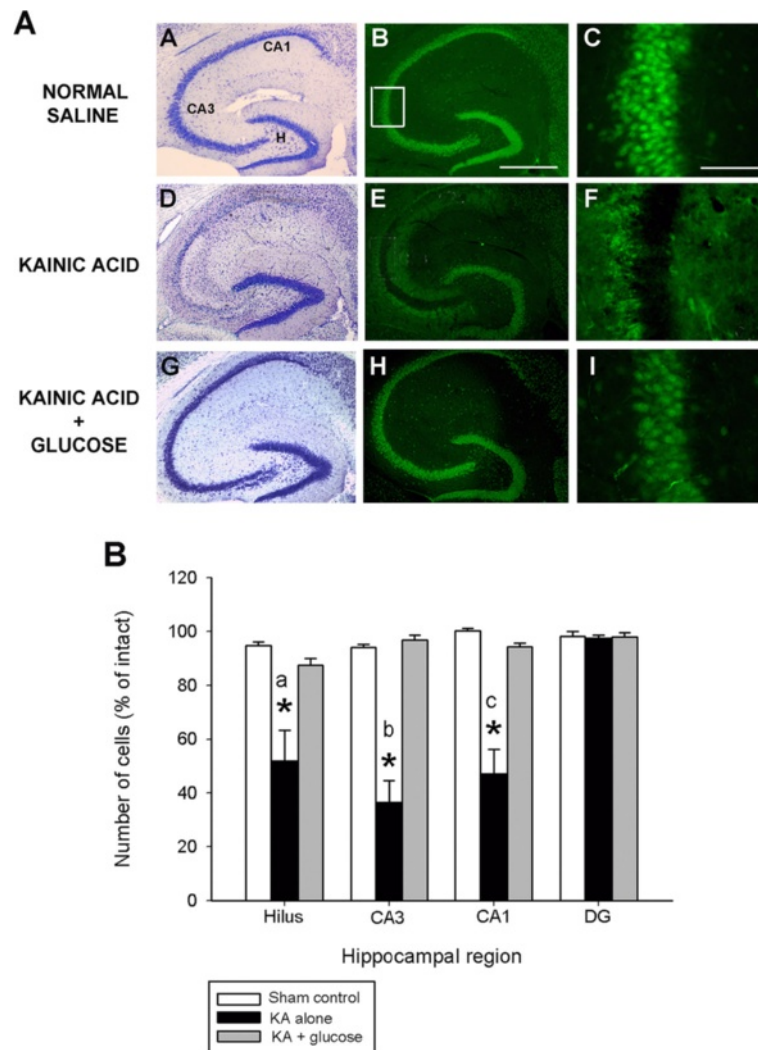 A
NORMAL
SALINE
A
CA1
CA3
H
B
C
KAINIC ACID
D
E
F
KAINIC ACID
+
GLUCOSE
G
H
I
B
Number of cells (% of intact)
120
100
80
60
40
20
0
a
*
b
*
c
*
Hilus CA3 CA1 DG
Hippocampal region
Sham control
KA alone
KA + glucose